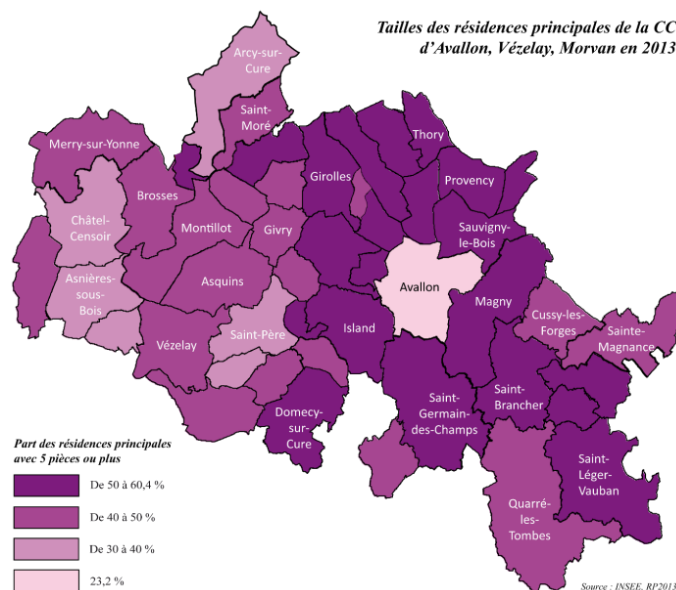 Tailles des résidences principales de la CC
d'Avallon, Vézelay, Morvan en 2013
Arcy-sur-
Cure
Saint-
Moré
Thory
Merry-sur-Yonne
Girolles
Provency
Brosses
Châtel-
Censoir
Montillot
Givry
Sauvigny-
le-Bois
Asquins
Avallon
Asnières-
sous-
Bois
Magny
Cussy-les-
Forges
Sainte-
Magnance
Vézelay
Saint-Père
Island
Saint-
Germain-
des-Champs
Saint-
Brancher
Domecy-
sur-
Cure
Saint-
Léger-
Vauban
Quarré-
les-
Tombes
Part des résidences principales
avec 5 pièces ou plus
De 50 à 60,4 %
De 40 à 50 %
De 30 à 40 %
23,2 %
Source : INSEE, RP2013